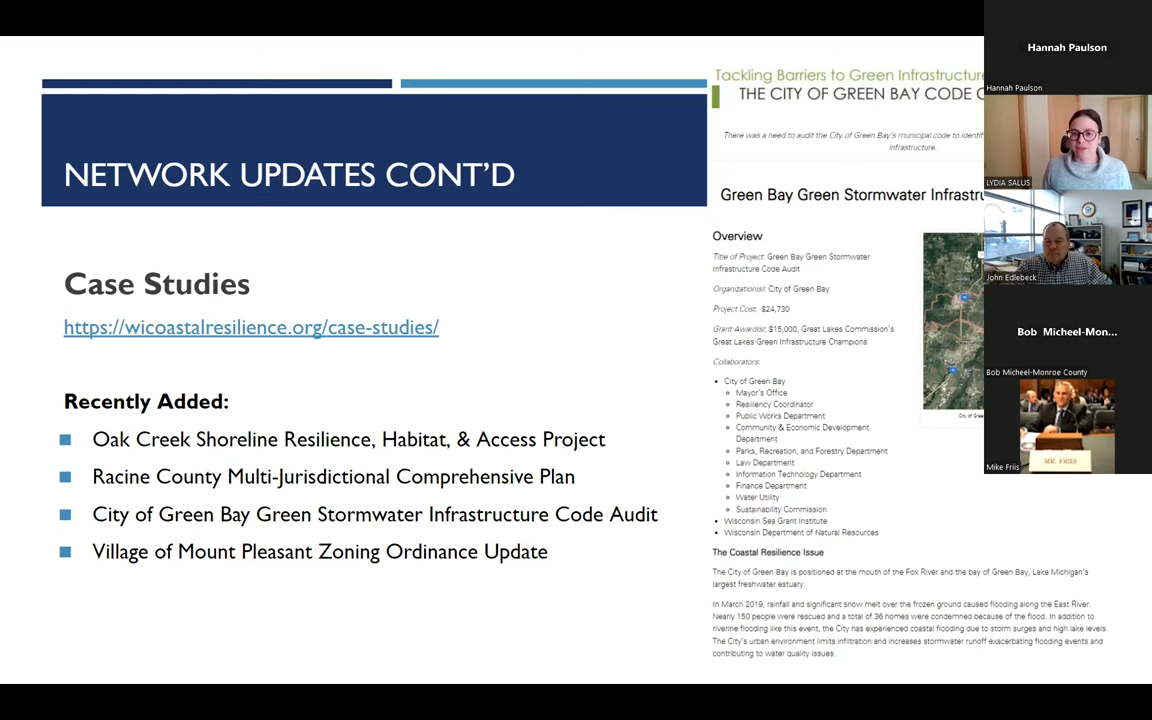 NETWORK UPDATES CONT'D
Case Studies
https://wicoastalresilience.org/case-studies/
Recently Added:
Oak Creek Shoreline Resilience, Habitat, & Access Project
Racine County Multi-Jurisdictional Comprehensive Plan
City of Green Bay Green Stormwater Infrastructure Code Audit
Village of Mount Pleasant Zoning Ordinance Update
Tackling Barriers to Green Infrastructure
THE CITY OF GREEN BAY CODE
There was a need to audit the City of Green Bay's municipal code to
infrastructure.
Green Bay Green Stormwater
Overview
Title of Project: Green Bay Green Stormwater
Infrastructure Code Audit
Organization(s): City of Green Bay
Project Cost: $24,730
Grant Award(s): $15,000, Great Lakes Commission's
Great Lakes Green Infrastructure Champions
Collaborators:
City of Green Bay
Mayor's Office
Resiliency Coordinator
Public Works Department
Community & Economic Development
Department
Parks, Recreation, and Forestry Department
Law Department
Information Technology Department
Finance Department
Water Utility
Sustainability Commission
Wisconsin Sea Grant Institute
Wisconsin Department of Natural Resources
City of
The Coastal Resilience Issue
The City of Green Bay is positioned at the mouth of the Fox River and the bay of Green Bay, Lake Michigan's
largest freshwater estuary.
In March 2019, rainfall and significant snow melt over the frozen ground caused flooding along the East River.
Nearly 150 people were rescued and a total of 36 homes were condemned because of the flood. In addition to
riverine flooding like this event, the City has experienced coastal flooding due to storm surges and high lake levels.
The City's urban environment limits infiltration and increases stormwater runoff exacerbating flooding events and
contributing to water quality issues.
Hannah Paulson
Hannah Paulson
LYDIA SALUS
John Edlebeck
Bob Micheel-Mon...
Bob Micheel-Monroe County
MR. FRIIS
Mike Friis